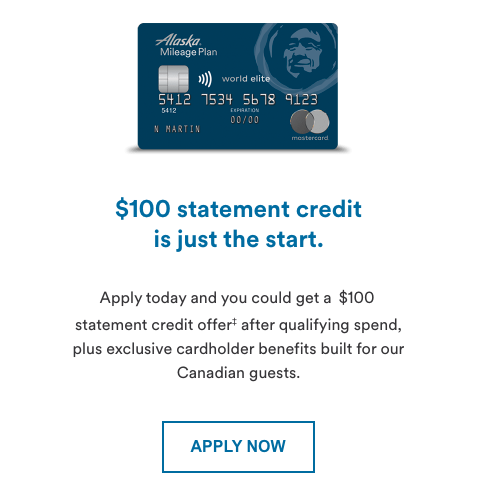 Alaska.
Mileage Plan
world elite
5412 7534 5678 9123
5412
EXPIRATION
00/00
N MARTIN
mastercard
$100 statement credit
is just the start.
Apply today and you could get a $100
statement credit offer‡ after qualifying spend,
plus exclusive cardholder benefits built for our
Canadian guests.
APPLY NOW